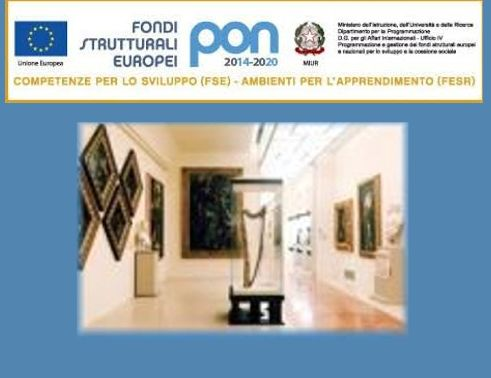 FONDI
STRUTTURALI
EUROPEI
pon
2014-2020
Unione Europea
MIUR
Ministero dell'Istruzione, dell'Università e della Ricerca
Dipartimento per la Programmazione
D.G. per gli Affari Internazionali - Ufficio IV
Programmazione e gestione dei fondi strutturali europei
e nazionali per lo sviluppo e la coesione sociale
COMPETENZE PER LO SVILUPPO (FSE) - AMBIENTI PER L'APPRENDIMENTO (FESR)